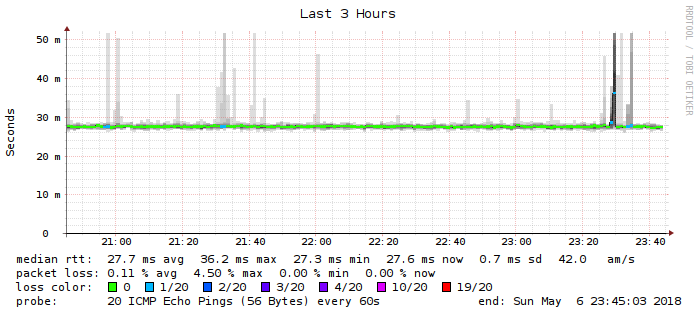 Last 3 Hours
RRDTOOL / TOBI OETIKER
Seconds
50 m
40 m
30 m
20 m
10 m
0
21:00 21:20 21:40 22:00 22:20 22:40 23:00 23:20 23:40
median rtt: 27.7 ms avg 36.2 ms max 27.3 ms min 27.6 ms now 0.7 ms sd 42.0 am/s
packet loss: 0.11 % avg 4.50 % max 0.00 % min 0.00 % now
loss color: 0 1/20 2/20 3/20 4/20 10/20 19/20
probe: 20 ICMP Echo Pings (56 Bytes) every 60s end: Sun May 6 23:45:03 2018